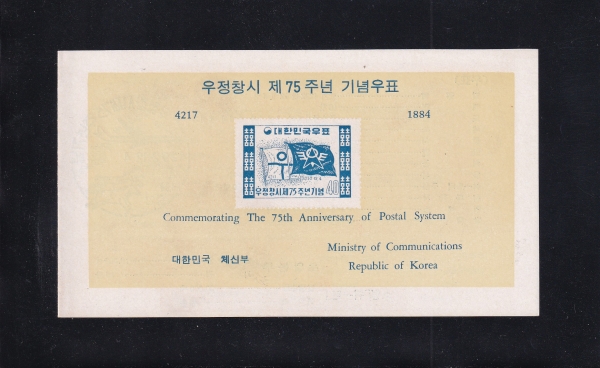 우정창시 제75주년 기념우표
4217 1884
대한민국우표
우
우정창시제75주년기념 40
Commemorating The 75th Anniversary of Postal System
대한민국 체신부
Ministry of Communications
Republic of Korea